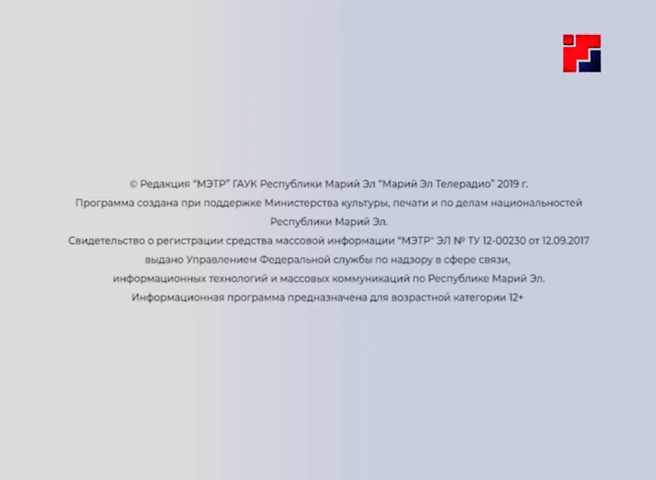 © Редакция "МЭТР" ГАУК Республики Марий Эл "Марий Эл Телерадио" 2019 г.
Программа создана при поддержке Министерства культуры, печати и по делам национальностей
Республики Марий Эл.
Свидетельство о регистрации средства массовой информации "МЭТР" ЭЛ № ТУ 12-00230 от 12.09.2017
выдано Управлением Федеральной службы по надзору в сфере связи,
информационных технологий и массовых коммуникаций по Республике Марий Эл.
Информационная программа предназначена для возрастной категории 12+